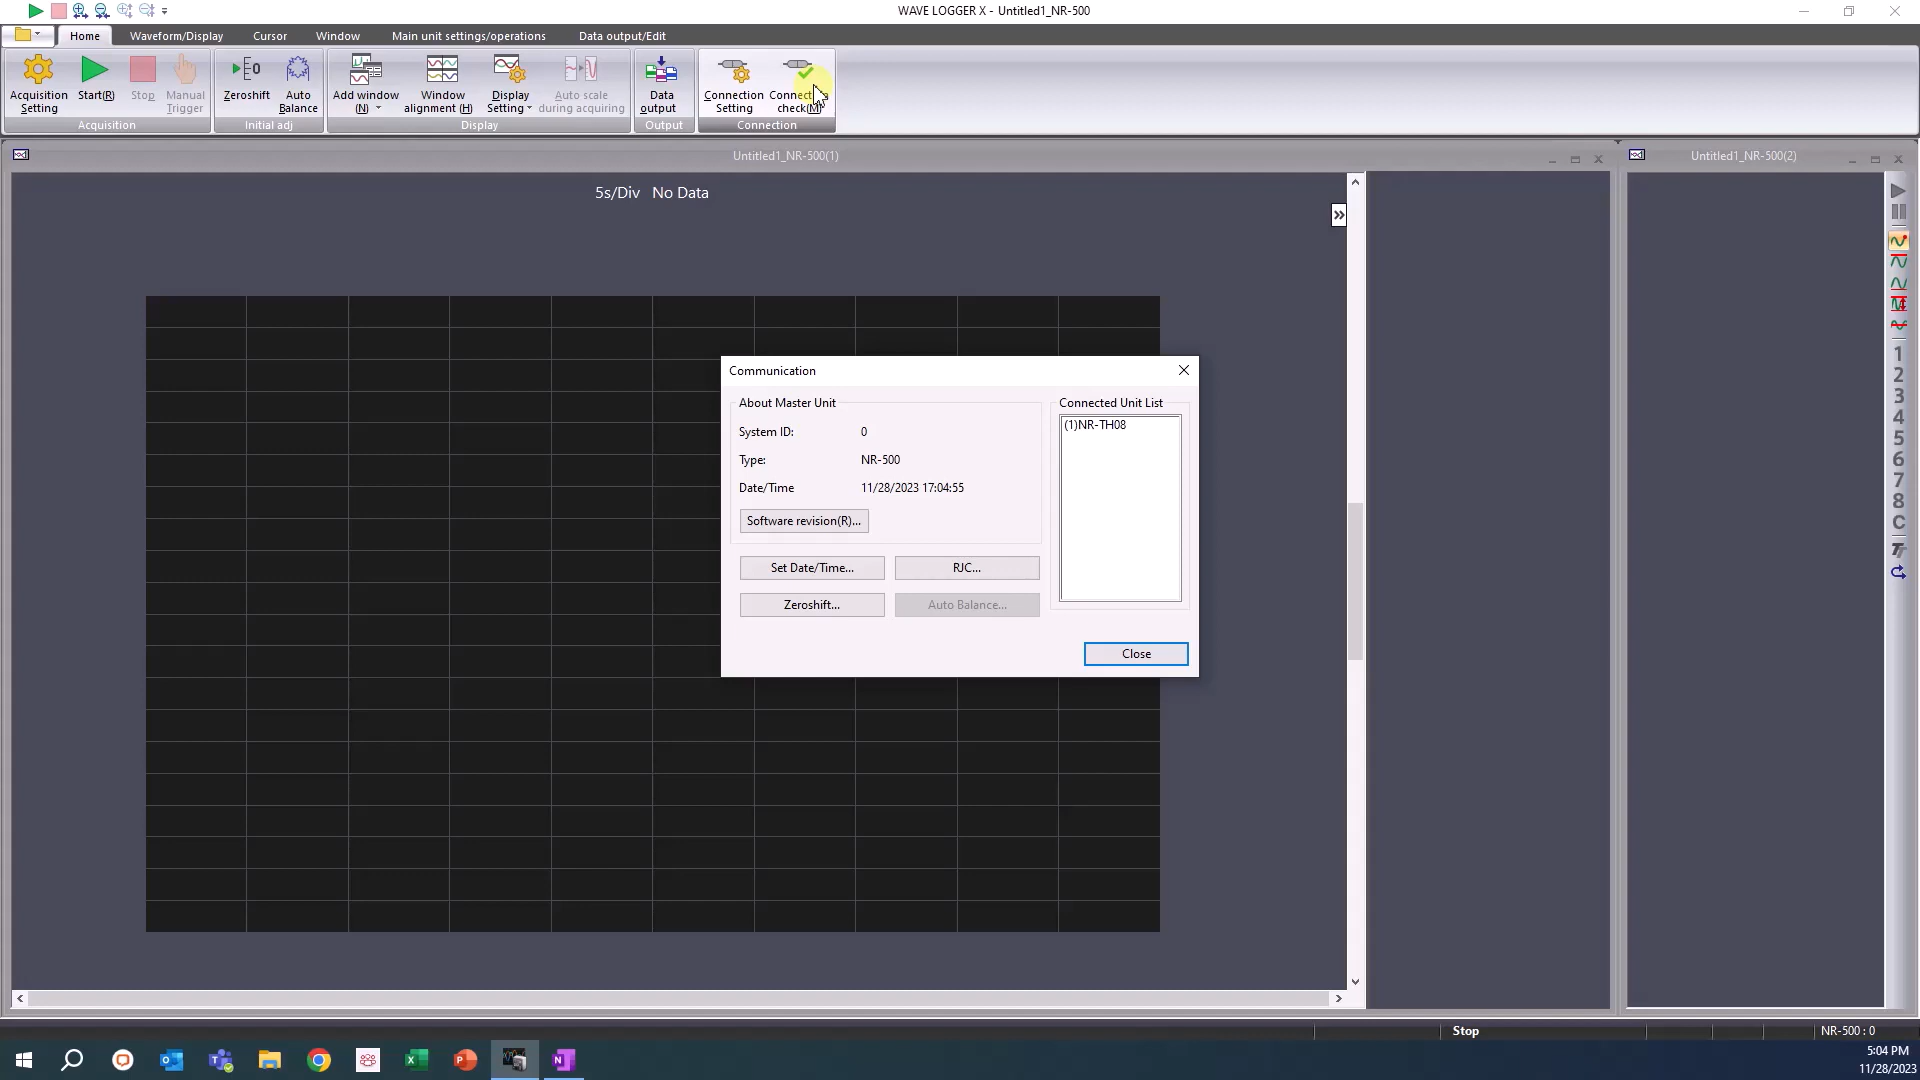 WAVE LOGGER X - Untitled1_NR-500
Home
Waveform/Display
Cursor
Window
Main unit settings/operations
Data output/Edit
Acquisition Setting
Start(R)
Stop
Manual Trigger
Zeroshift
Auto Balance
Add window (N)
Window alignment (H)
Display Setting
Auto scale during acquiring
Data output
Connection Setting
check(M)
Acquisition
Initial adj
Display
Output
Connection
Untitled1_NR-500(1)
Untitled1_NR-500(2)
5s/Div No Data
Communication
About Master Unit
System ID: 0
Type: NR-500
Date/Time 11/28/2023 17:04:55
Software revision(R)...
Set Date/Time...
RJC...
Zeroshift...
Auto Balance...
Connected Unit List
(1)NR-TH08
Close
1
2
3
4
5
6
7
8
C
Stop
NR-500 : 0
5:04 PM
11/28/2023